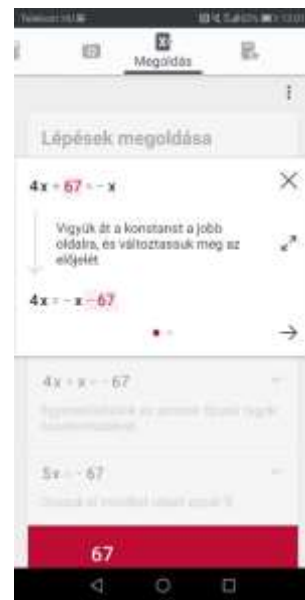 Megoldás
Lépések megoldása
4x + 67 = - x
Vigyük át a konstanst a jobb
oldalra, és változtassuk meg az
előjelét
4x = - x - 67
4x + x = - 67
5x = - 67
67